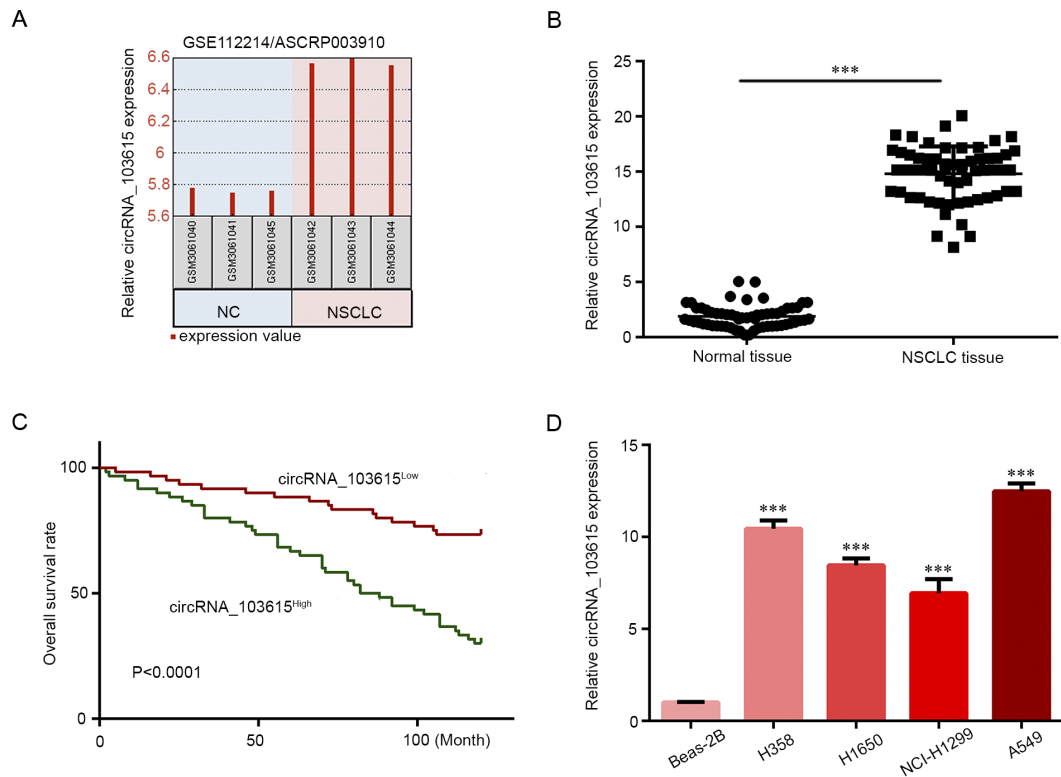 A
GSE112214/ASCRP003910
Relative circRNA_103615 expression
6.6
6.4
6.2
6
5.8
5.6
GSM3061040
GSM3061041
GSM3061045
GSM3061042
GSM3061043
GSM3061044
NC
NSCLC
expression value
B
Relative circRNA_103615 expression
25
20
15
10
5
0
***
Normal tissue
NSCLC tissue
C
Overall survival rate
100
50
0
circRNA_103615Low
circRNA_103615High
P<0.0001
0
50
100 (Month)
D
Relative circRNA_103615 expression
15
10
5
0
***
***
***
***
Beas-2B
H358
H1650
NCI-H1299
A549